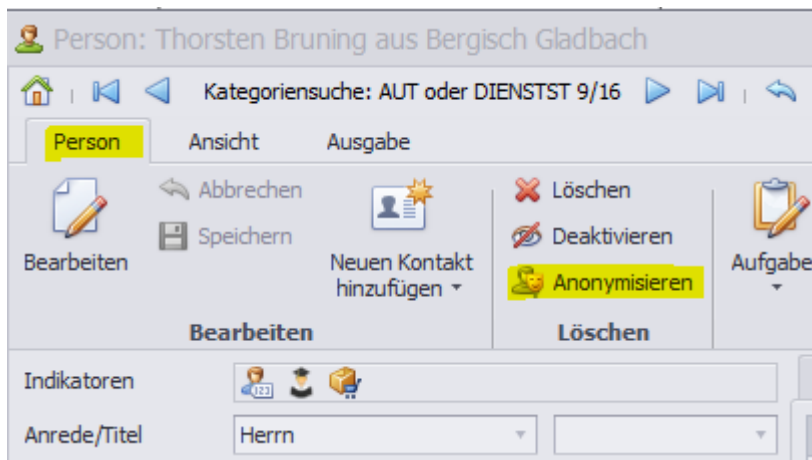 Person: Thorsten Bruning aus Bergisch Gladbach
Kategoriensuche: AUT oder DIENSTST 9/16
Person Ansicht Ausgabe
Bearbeiten
Abbrechen
Speichern
Neuen Kontakt
hinzufügen
Bearbeiten
Löschen
Deaktivieren
Anonymisieren
Löschen
Aufgabe
Indikatoren
123
Anrede/Titel Herrn